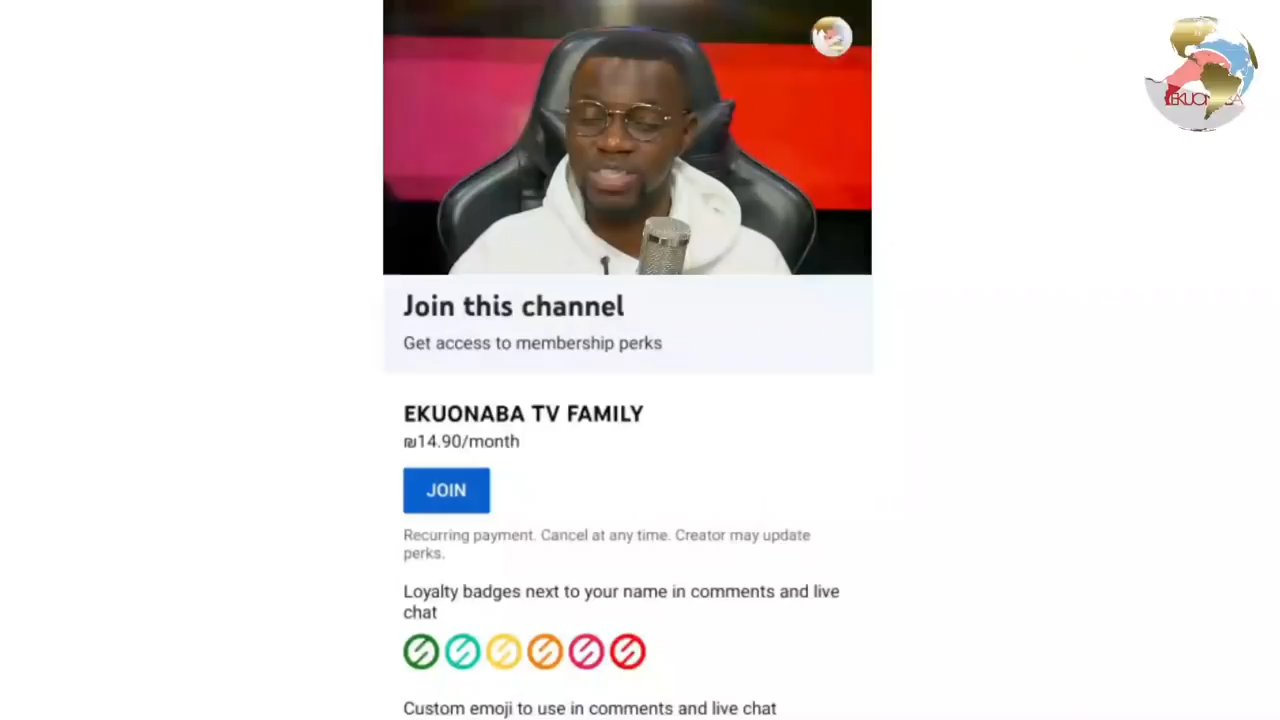 Join this channel
Get access to membership perks
EKUONABA TV FAMILY
₪14.90/month
JOIN
Recurring payment. Cancel at any time. Creator may update
perks.
Loyalty badges next to your name in comments and live
chat
Custom emoji to use in comments and live chat